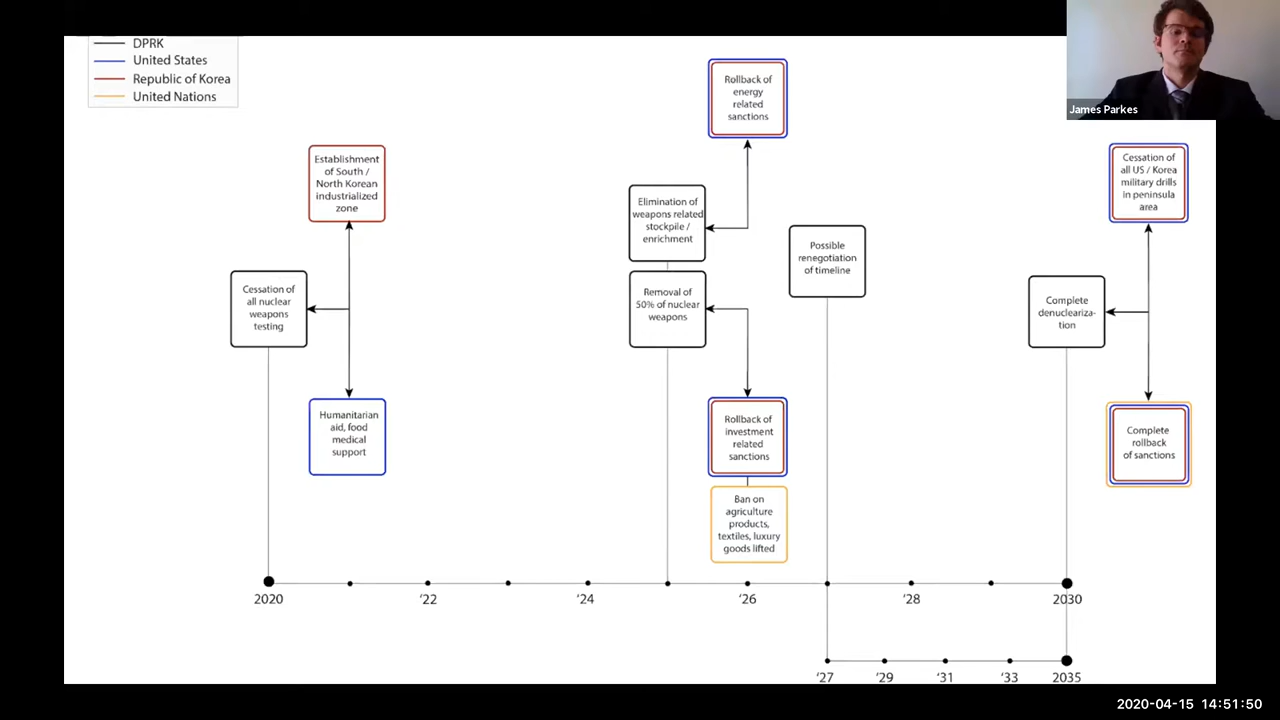 DPRK
United States
Republic of Korea
United Nations
James Parkes
Rollback of
energy
related
sanctions
Establishment
of South /
North Korean
industrialized
zone
Cessation of
all US / Korea
military drills
in peninsula
area
Elimination of
weapons related
stockpile /
enrichment
Possible
renegotiation
of timeline
Cessation of
all nuclear
weapons
testing
Removal of
50% of nuclear
weapons
Complete
denucleariza-
tion
Humanitarian
aid, food
medical
support
Rollback of
investment
related
sanctions
Complete
rollback
of sanctions
Ban on
agriculture
products,
textiles, luxury
goods lifted
2020 '22 '24 '26 '28 2030
'27 '29 '31 '33 2035
2020-04-15 14:51:50